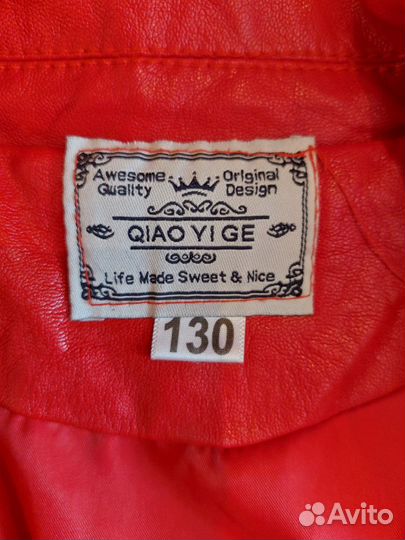 Awesome Original
Quality Design
QIAO YI GE
Life Made Sweet & Nice
130
Avito